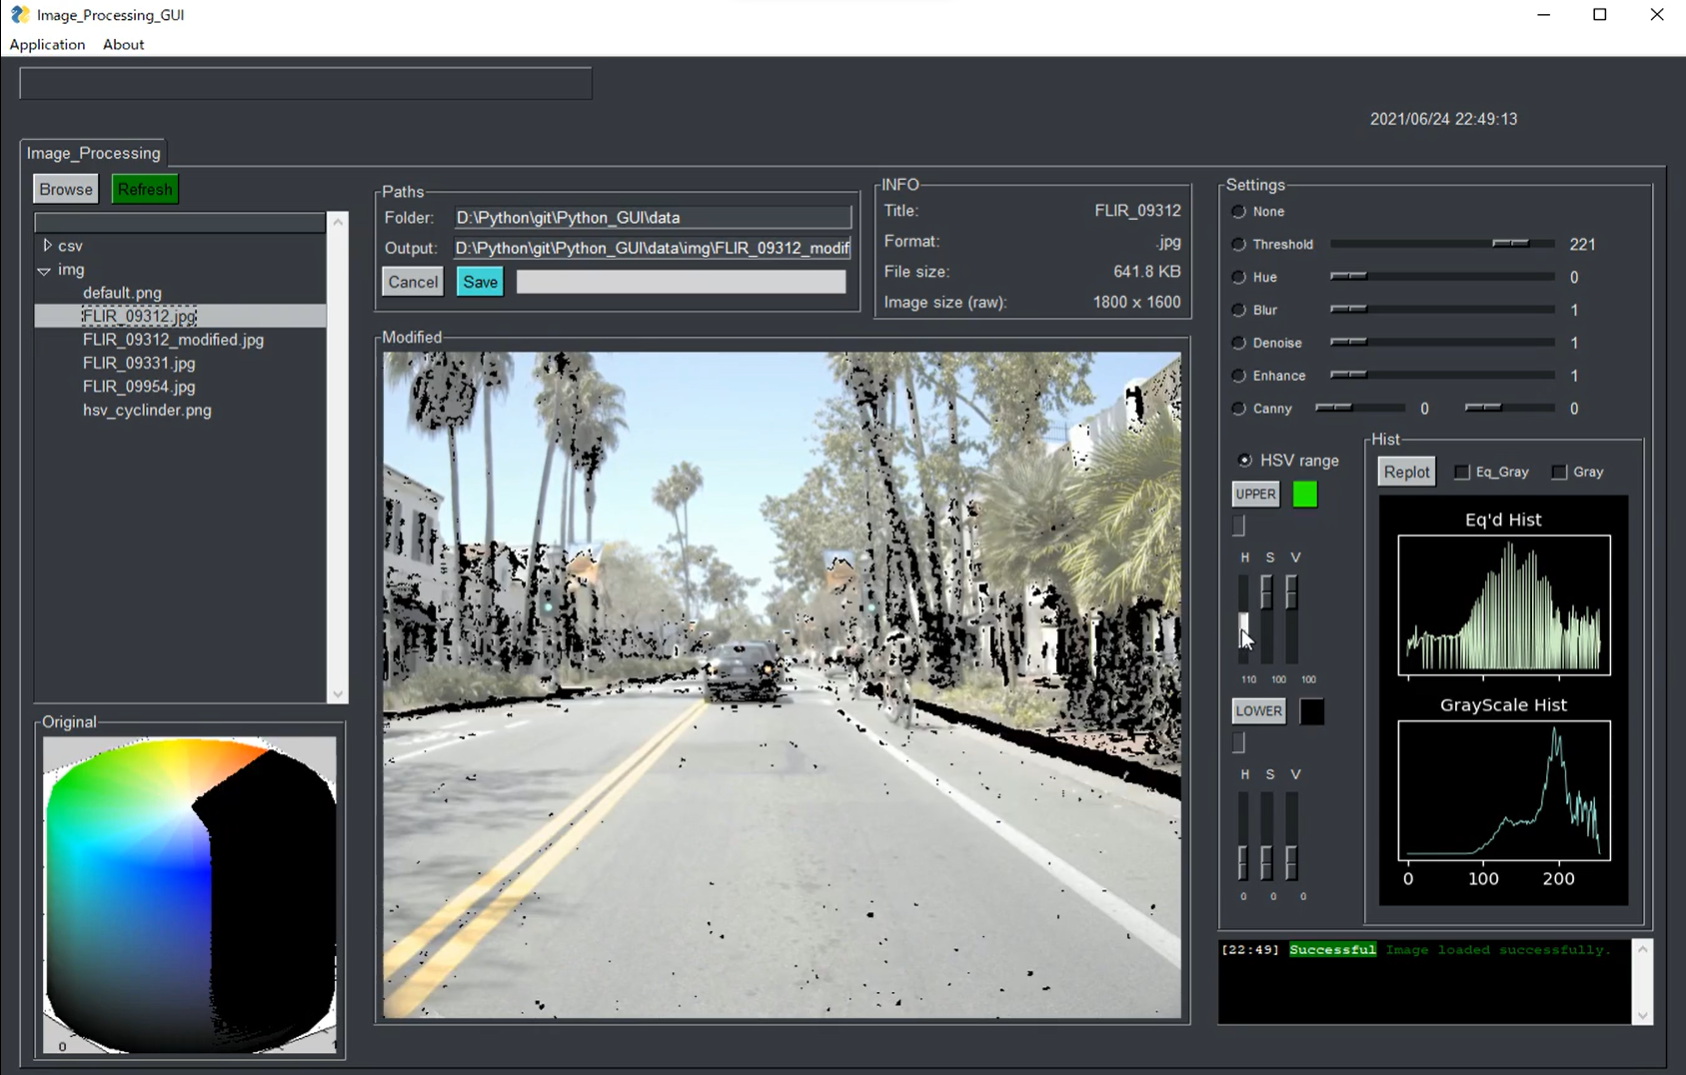 Image_Processing_GUI
Application About
2021/06/24 22:49:13
Image_Processing
Browse Refresh
csv
img
default.png
FLIR_09312.jpg
FLIR_09312_modified.jpg
FLIR_09331.jpg
FLIR_09954.jpg
hsv_cyclinder.png
Original
0 1
Paths
Folder: D:\Python\git\Python_GUI\data
Output: D:\Python\git\Python_GUI\data\img\FLIR_09312_modif
Cancel Save
INFO
Title: FLIR_09312
Format: .jpg
File size: 641.8 KB
Image size (raw): 1800 x 1600
Modified
Settings
None
Threshold 221
Hue 0
Blur 1
Denoise 1
Enhance 1
Canny 0 0
HSV range
UPPER
H S V
110 100 100
LOWER
H S V
0 0 0
Hist
Replot Eq_Gray Gray
Eq'd Hist
GrayScale Hist
0 100 200
[22:49] Successful Image loaded successfully.